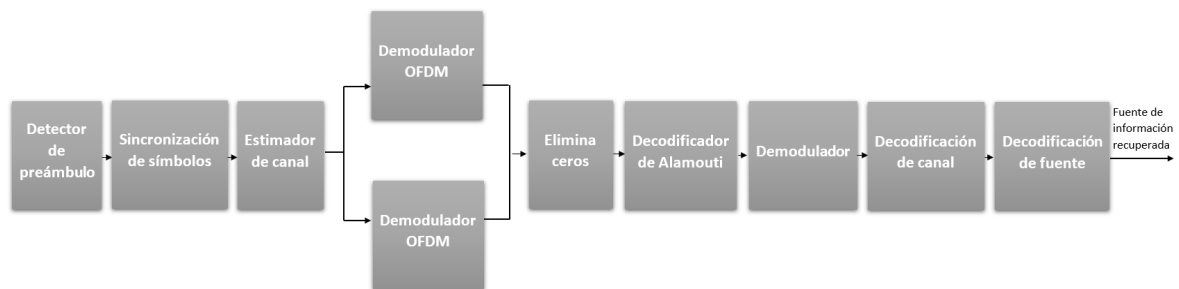 Detector
de
preámbulo
Sincronización
de símbolos
Estimador
de canal
Demodulador
OFDM
Demodulador
OFDM
Elimina
ceros
Decodificador
de Alamouti
Demodulador
Decodificación
de canal
Decodificación
de fuente
Fuente de
información
recuperada